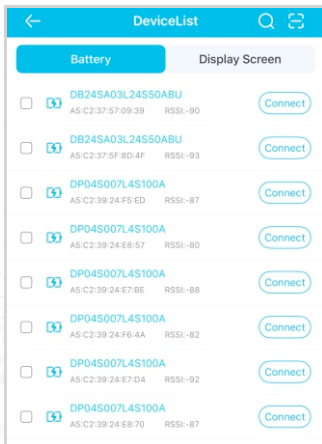 DeviceList
Battery Display Screen
DB24SA03L24S50ABU
A5:C2:37:57:09:39 RSSI:-90
Connect
DB24SA03L24S50ABU
A5:C2:37:5F:8D:4F RSSI:-93
Connect
DP04S007L4S100A
A5:C2:39:24:F5:ED RSSI:-87
Connect
DP04S007L4S100A
A5:C2:39:24:E8:57 RSSI:-80
Connect
DP04S007L4S100A
A5:C2:39:24:E7:BE RSSI:-88
Connect
DP04S007L4S100A
A5:C2:39:24:F6:4A RSSI:-82
Connect
DP04S007L4S100A
A5:C2:39:24:E7:D4 RSSI:-92
Connect
DP04S007L4S100A
A5:C2:39:24:E8:70 RSSI:-87
Connect